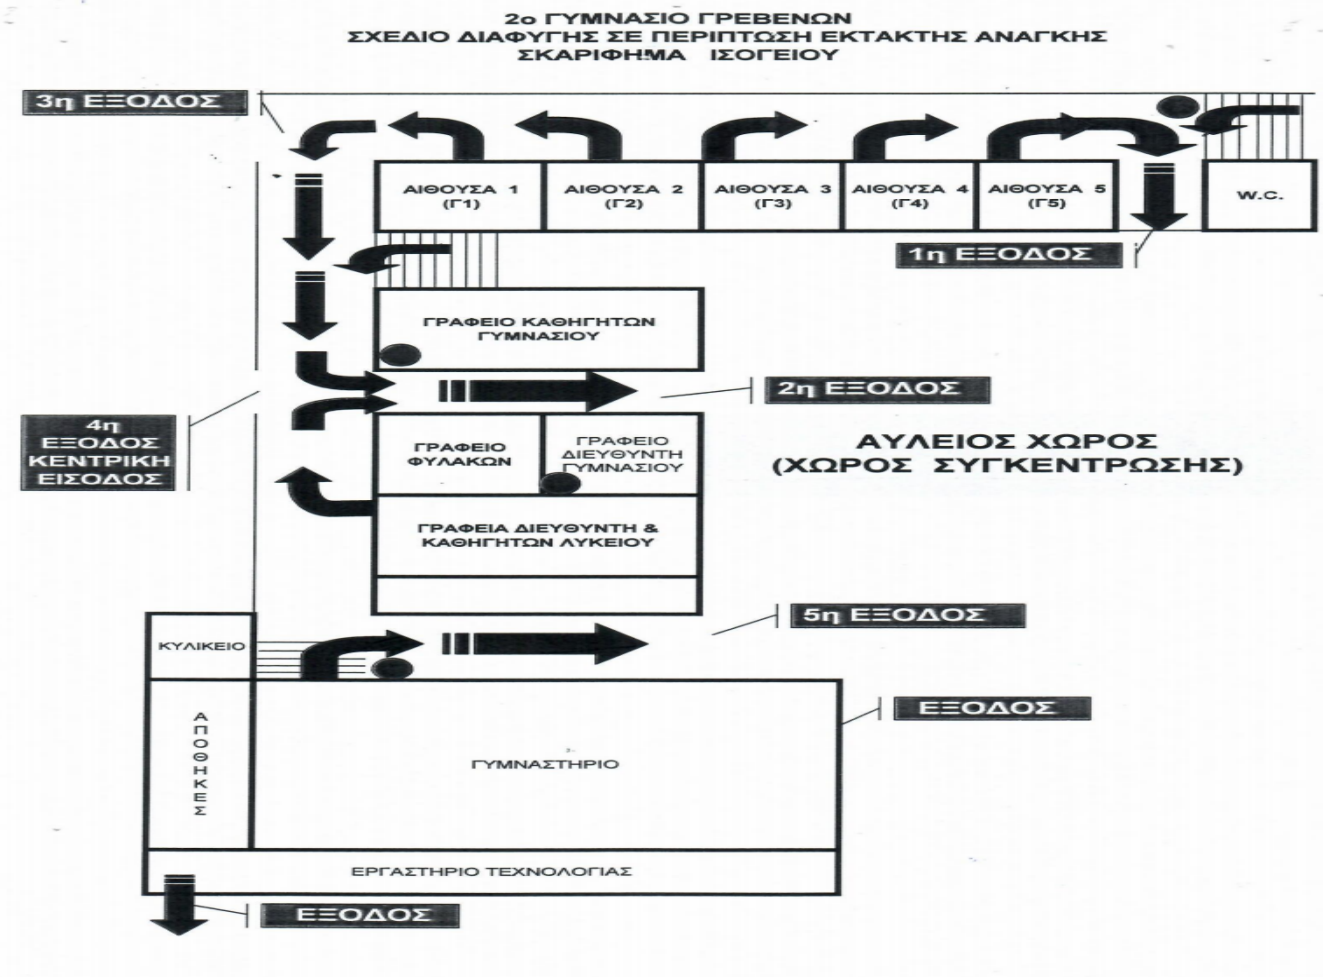 2ο ΓΥΜΝΑΣΙΟ ΓΡΕΒΕΝΩΝ
ΣΧΕΔΙΟ ΔΙΑΦΥΓΗΣ ΣΕ ΠΕΡΙΠΤΩΣΗ ΕΚΤΑΚΤΗΣ ΑΝΑΓΚΗΣ
ΣΚΑΡΙΦΗΜΑ ΙΣΟΓΕΙΟΥ
3η ΕΞΟΔΟΣ
ΑΙΘΟΥΣΑ 1
(Γ1)
ΑΙΘΟΥΣΑ 2
(Γ2)
ΑΙΘΟΥΣΑ 3
(Γ3)
ΑΙΘΟΥΣΑ 4
(Γ4)
ΑΙΘΟΥΣΑ 5
(Γ5)
W.C.
1η ΕΞΟΔΟΣ
ΓΡΑΦΕΙΟ ΚΑΘΗΓΗΤΩΝ
ΓΥΜΝΑΣΙΟΥ
2η ΕΞΟΔΟΣ
4η
ΕΞΟΔΟΣ
ΚΕΝΤΡΙΚΗ
ΕΙΣΟΔΟΣ
ΓΡΑΦΕΙΟ
ΦΥΛΑΚΩΝ
ΓΡΑΦΕΙΟ
ΔΙΕΥΘΥΝΤΗ
ΓΥΜΝΑΣΙΟΥ
ΑΥΛΕΙΟΣ ΧΩΡΟΣ
(ΧΩΡΟΣ ΣΥΓΚΕΝΤΡΩΣΗΣ)
ΓΡΑΦΕΙΑ ΔΙΕΥΘΥΝΤΗ &
ΚΑΘΗΓΗΤΩΝ ΛΥΚΕΙΟΥ
5η ΕΞΟΔΟΣ
ΚΥΛΙΚΕΙΟ
ΕΞΟΔΟΣ
ΑΠΟΘΗΚΕΣ
ΓΥΜΝΑΣΤΗΡΙΟ
ΕΡΓΑΣΤΗΡΙΟ ΤΕΧΝΟΛΟΓΙΑΣ
ΕΞΟΔΟΣ